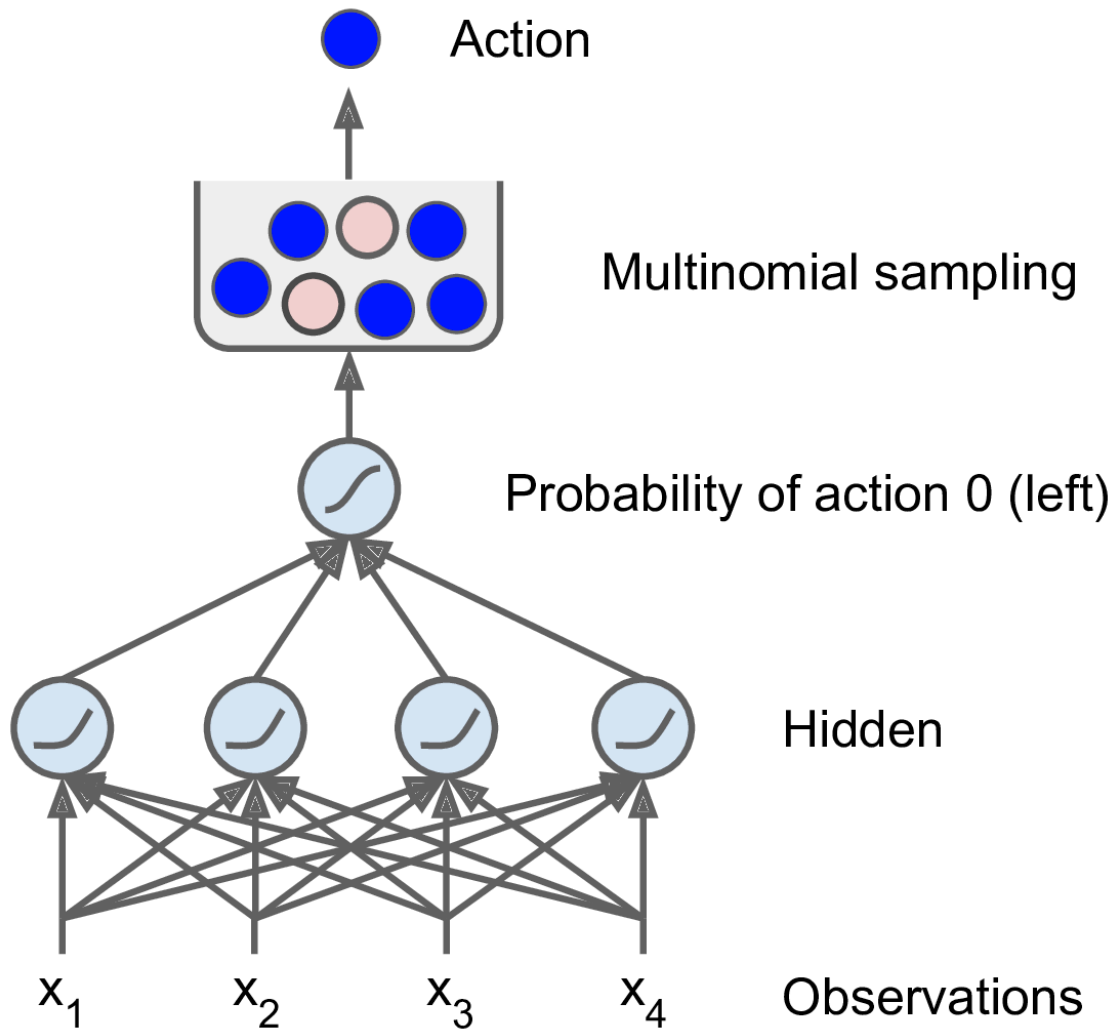 Action
Multinomial sampling
Probability of action 0 (left)
Hidden
x1 x2 x3 x4 Observations